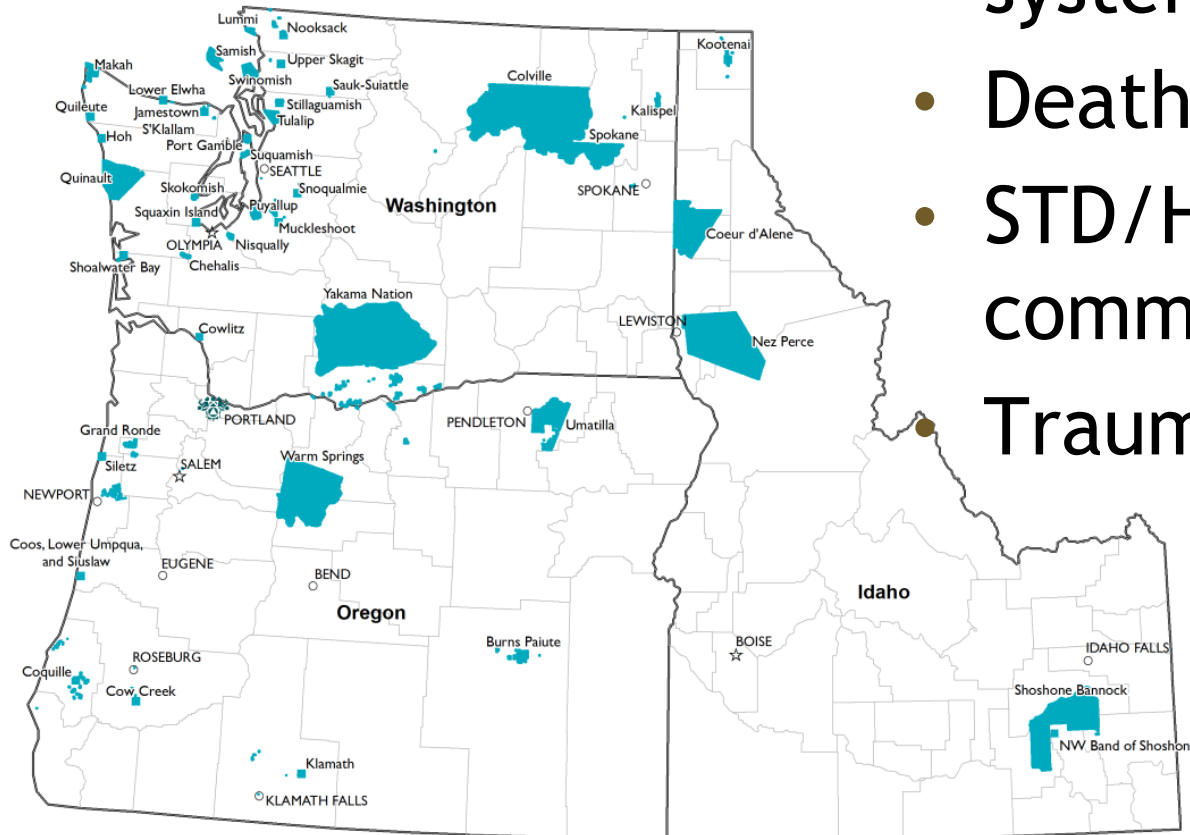 Lummi
Nooksack
Samish
Upper Skagit
Makah
Swinomish
Sauk-Suiattle
Lower Elwha
Quileute
Jamestown
S'Klallam
Stillaguamish
Tulalip
Hoh
Port Gamble
Suquamish
SEATTLE
Quinault
Skokomish
Snoqualmie
Squaxin Island
Puyallup
Muckleshoot
OLYMPIA
Nisqually
Shoalwater Bay
Chehalis
Colville
Kalispel
Spokane
SPOKANE
Kootenai
Washington
Coeur d'Alene
Yakama Nation
LEWISTON
Nez Perce
Cowlitz
PORTLAND
PENDLETON
Umatilla
Grand Ronde
Siletz
SALEM
Warm Springs
NEWPORT
Coos, Lower Umpqua,
and Siuslaw
EUGENE
BEND
Oregon
Idaho
Burns Paiute
BOISE
ROSEBURG
Coquille
Cow Creek
IDAHO FALLS
Shoshone Bannock
NW Band of Shoshon
Klamath
KLAMATH FALLS
system
• Death
• STD/H
comm
• Traum